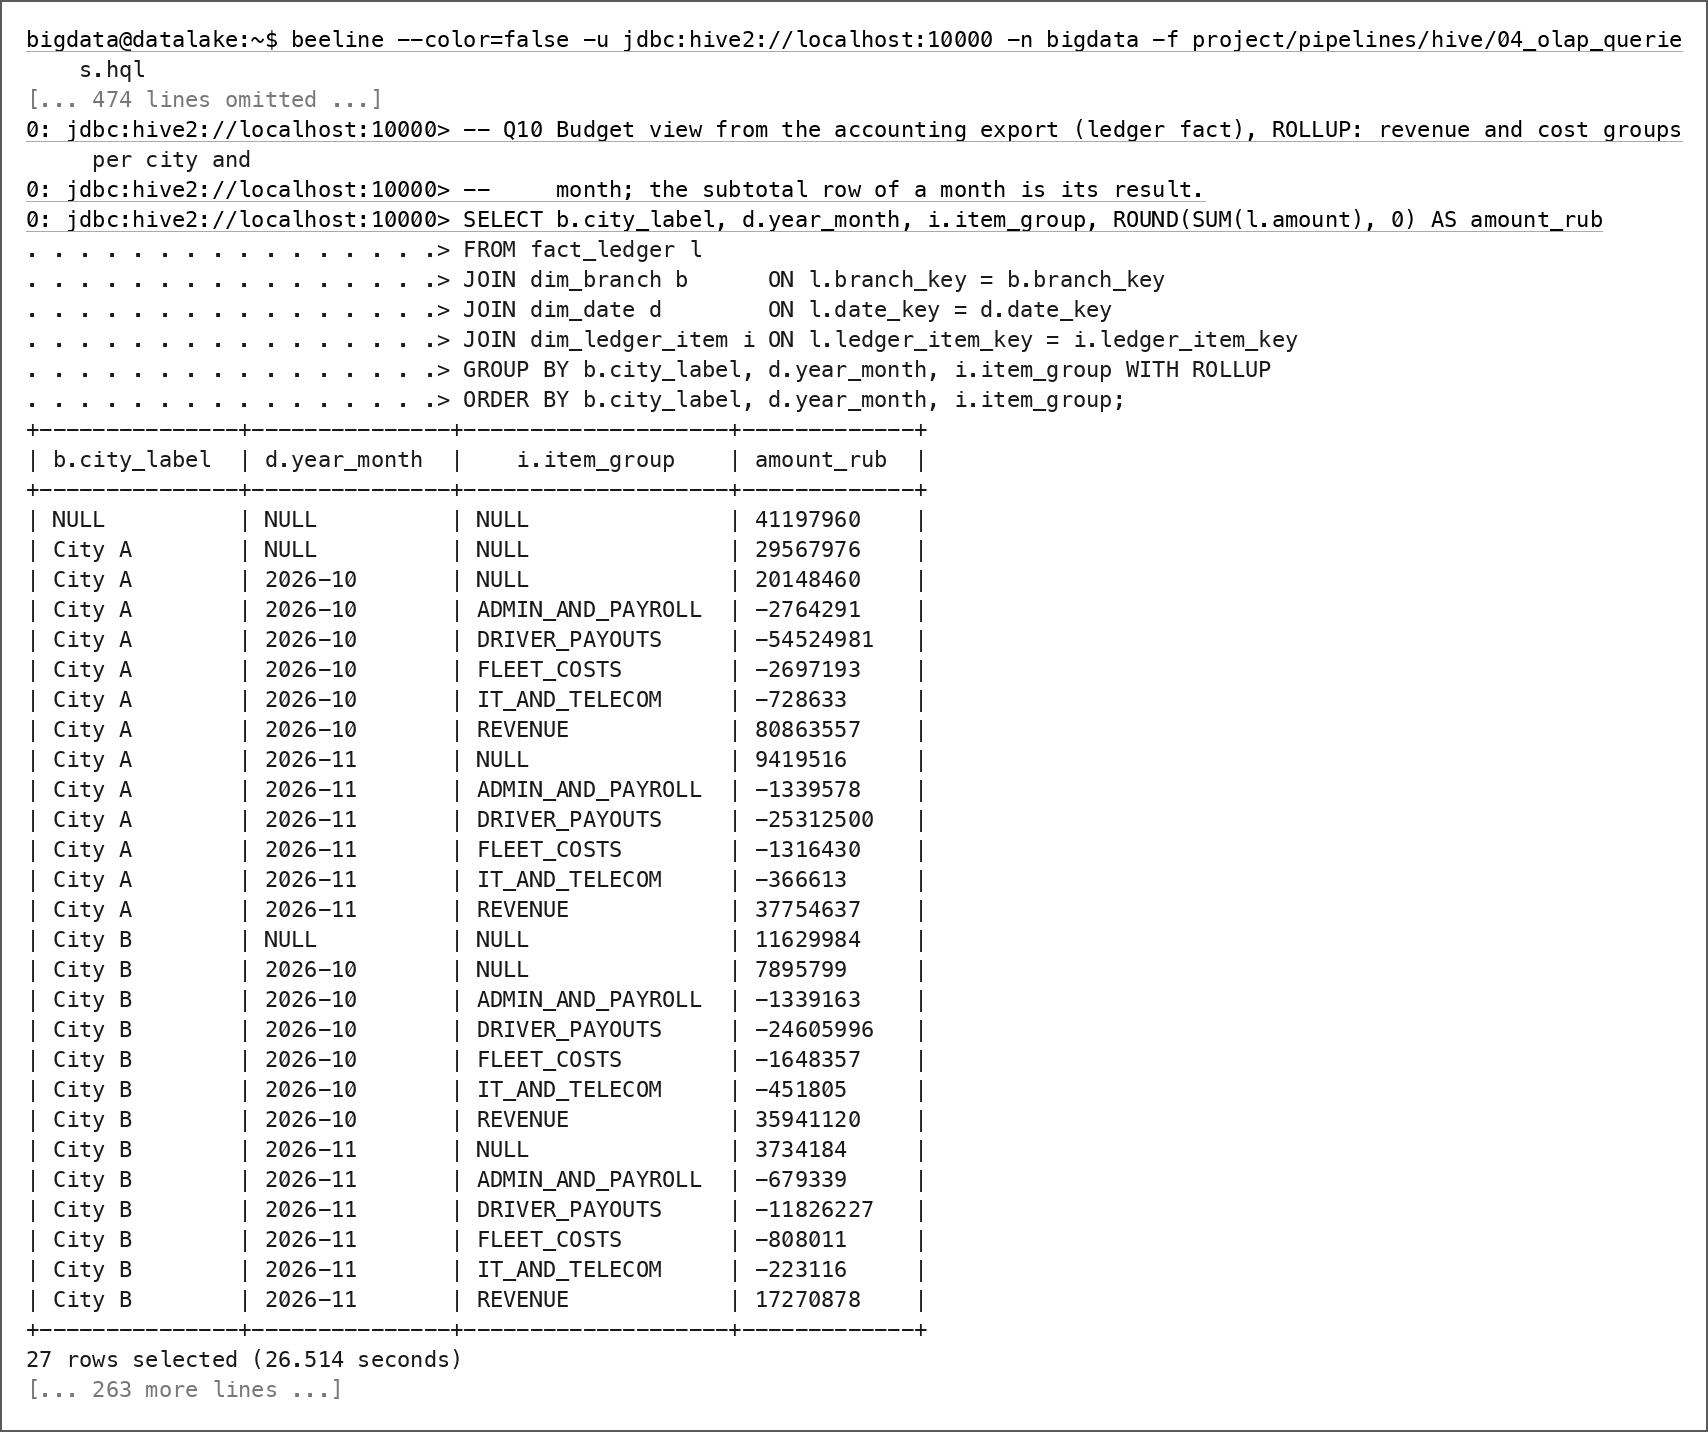 bigdata@datalake:~$ beeline --color=false -u jdbc:hive2://localhost:10000 -n bigdata -f project/pipelines/hive/04_olap_querie
    s.hql
[... 474 lines omitted ...]
0: jdbc:hive2://localhost:10000> -- Q10 Budget view from the accounting export (ledger fact), ROLLUP: revenue and cost groups
     per city and
0: jdbc:hive2://localhost:10000> --     month; the subtotal row of a month is its result.
0: jdbc:hive2://localhost:10000> SELECT b.city_label, d.year_month, i.item_group, ROUND(SUM(l.amount), 0) AS amount_rub
. . . . . . . . . . . . . . . .> FROM fact_ledger l
. . . . . . . . . . . . . . . .> JOIN dim_branch b      ON l.branch_key = b.branch_key
. . . . . . . . . . . . . . . .> JOIN dim_date d        ON l.date_key = d.date_key
. . . . . . . . . . . . . . . .> JOIN dim_ledger_item i ON l.ledger_item_key = i.ledger_item_key
. . . . . . . . . . . . . . . .> GROUP BY b.city_label, d.year_month, i.item_group WITH ROLLUP
. . . . . . . . . . . . . . . .> ORDER BY b.city_label, d.year_month, i.item_group;
+---------------+---------------+--------------------+-------------+
| b.city_label  | d.year_month  |    i.item_group    | amount_rub  |
+---------------+---------------+--------------------+-------------+
| NULL          | NULL          | NULL               | 41197960    |
| City A        | NULL          | NULL               | 29567976    |
| City A        | 2026-10       | NULL               | 20148460    |
| City A        | 2026-10       | ADMIN_AND_PAYROLL  | -2764291    |
| City A        | 2026-10       | DRIVER_PAYOUTS     | -54524981   |
| City A        | 2026-10       | FLEET_COSTS        | -2697193    |
| City A        | 2026-10       | IT_AND_TELECOM     | -728633     |
| City A        | 2026-10       | REVENUE            | 80863557    |
| City A        | 2026-11       | NULL               | 9419516     |
| City A        | 2026-11       | ADMIN_AND_PAYROLL  | -1339578    |
| City A        | 2026-11       | DRIVER_PAYOUTS     | -25312500   |
| City A        | 2026-11       | FLEET_COSTS        | -1316430    |
| City A        | 2026-11       | IT_AND_TELECOM     | -366613     |
| City A        | 2026-11       | REVENUE            | 37754637    |
| City B        | NULL          | NULL               | 11629984    |
| City B        | 2026-10       | NULL               | 7895799     |
| City B        | 2026-10       | ADMIN_AND_PAYROLL  | -1339163    |
| City B        | 2026-10       | DRIVER_PAYOUTS     | -24605996   |
| City B        | 2026-10       | FLEET_COSTS        | -1648357    |
| City B        | 2026-10       | IT_AND_TELECOM     | -451805     |
| City B        | 2026-10       | REVENUE            | 35941120    |
| City B        | 2026-11       | NULL               | 3734184     |
| City B        | 2026-11       | ADMIN_AND_PAYROLL  | -679339     |
| City B        | 2026-11       | DRIVER_PAYOUTS     | -11826227   |
| City B        | 2026-11       | FLEET_COSTS        | -808011     |
| City B        | 2026-11       | IT_AND_TELECOM     | -223116     |
| City B        | 2026-11       | REVENUE            | 17270878    |
+---------------+---------------+--------------------+-------------+
27 rows selected (26.514 seconds)
[... 263 more lines ...]